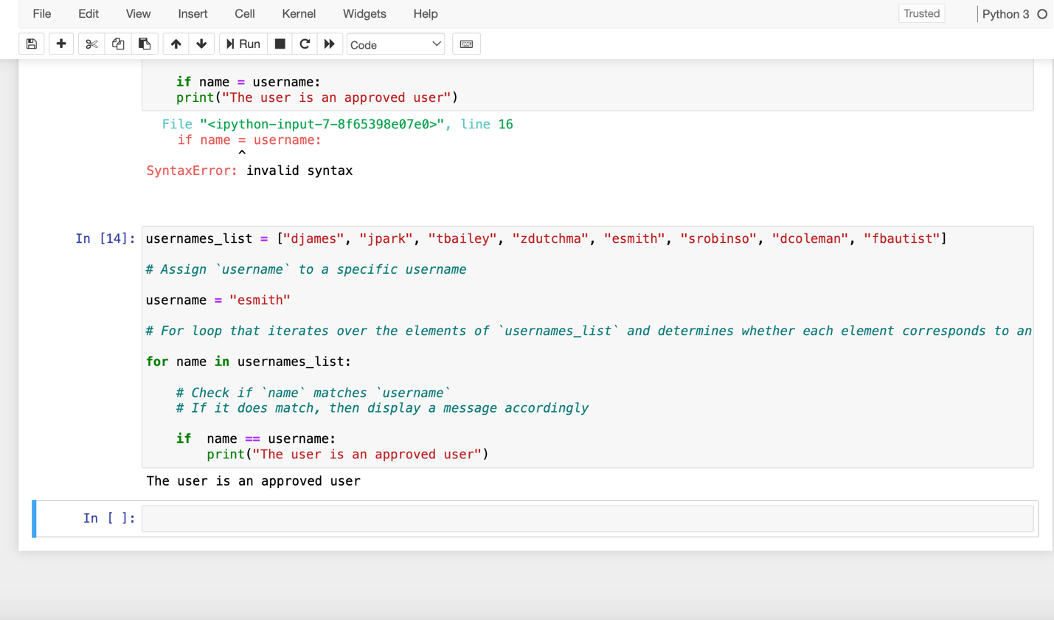 File Edit View Insert Cell Kernel Widgets Help Trusted Python 3
Run Code
if name = username:
print("The user is an approved user")
File "<ipython-input-7-8f65398e07e0>", line 16
if name = username:
^
SyntaxError: invalid syntax
In [14]: usernames_list = ["djames", "jpark", "tbailey", "zdutchma", "esmith", "srobinso", "dcoleman", "fbautist"]
# Assign `username` to a specific username
username = "esmith"
# For loop that iterates over the elements of `usernames_list` and determines whether each element corresponds to an
for name in usernames_list:
# Check if `name` matches `username`
# If it does match, then display a message accordingly
if  name == username:
print("The user is an approved user")
The user is an approved user
In [ ]: